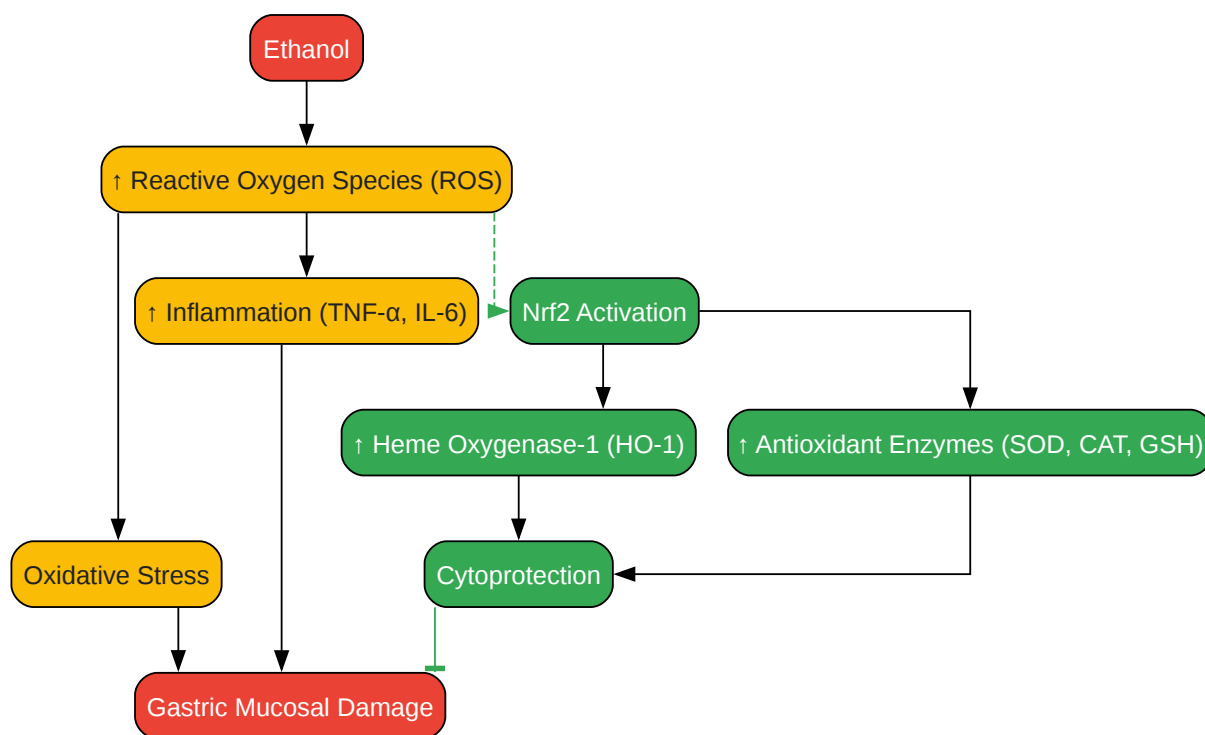 Ethanol
↑ Reactive Oxygen Species (ROS)
↑ Inflammation (TNF-α, IL-6)
Nrf2 Activation
↑ Heme Oxygenase-1 (HO-1)
↑ Antioxidant Enzymes (SOD, CAT, GSH)
Oxidative Stress
Cytoprotection
Gastric Mucosal Damage